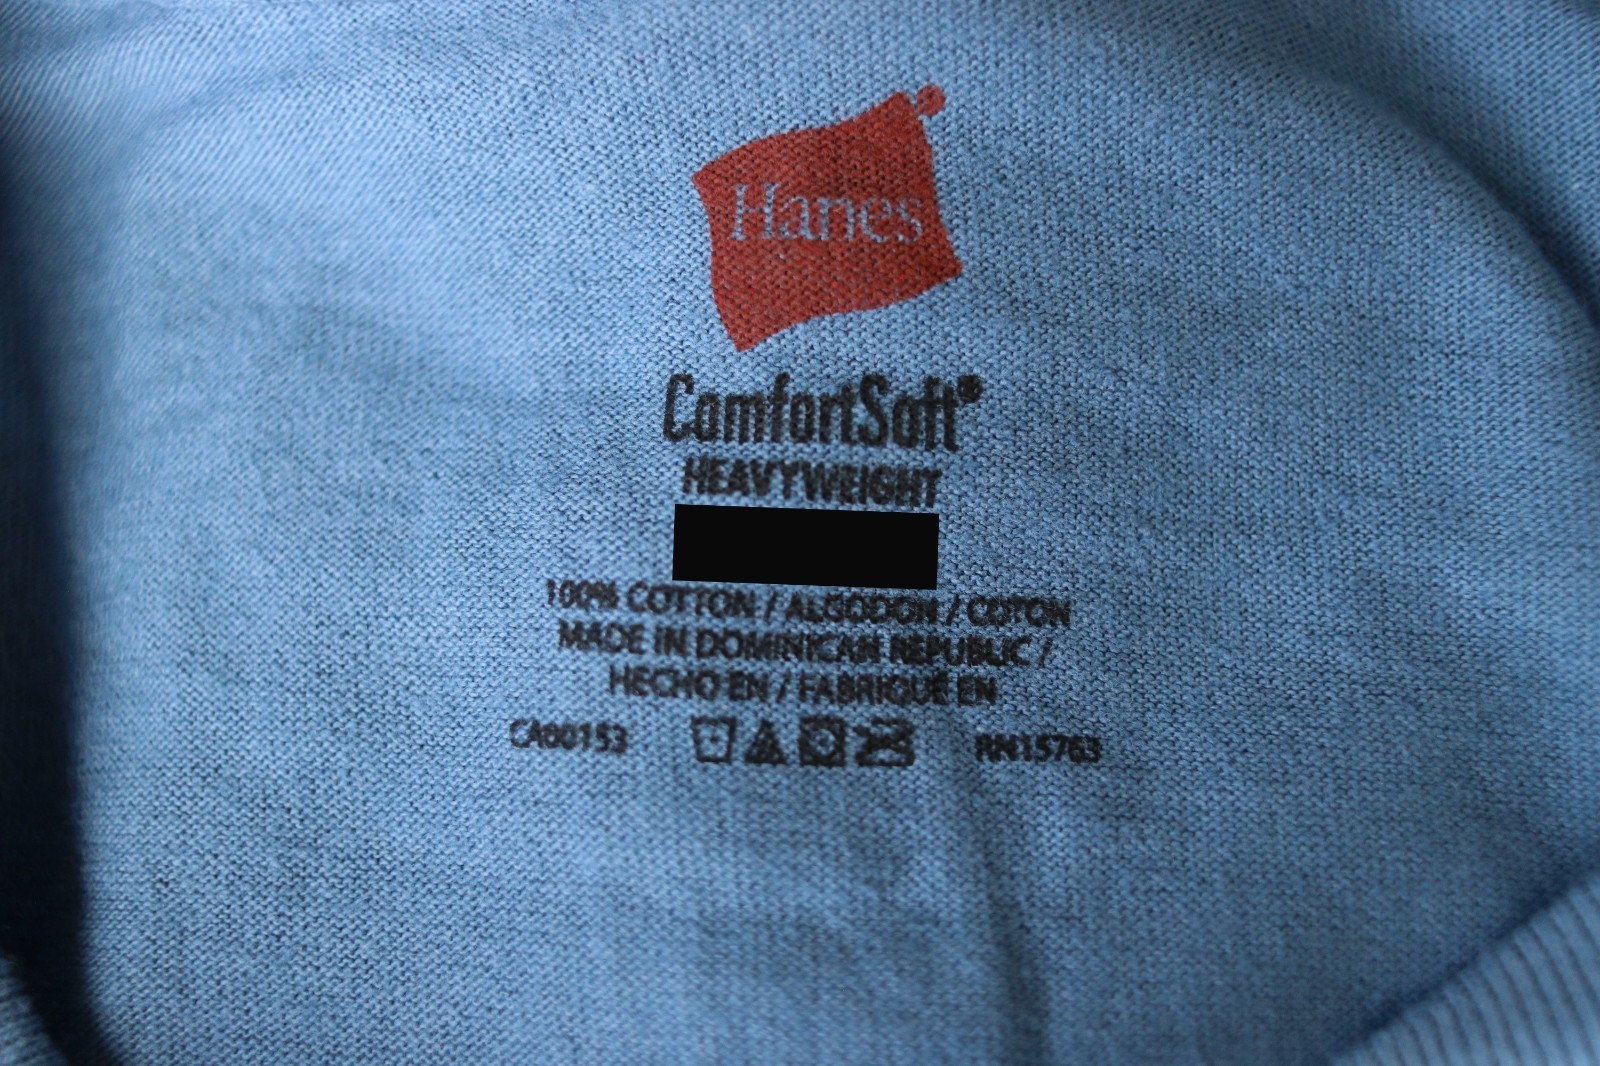 Hanes
ComfortSoft®
HEAVYWEIGHT
100% COTTON / ALGODON / COTON
MADE IN DOMINICAN REPUBLIC /
HECHO EN / FABRIQUÉ EN
CA00153 RN15763